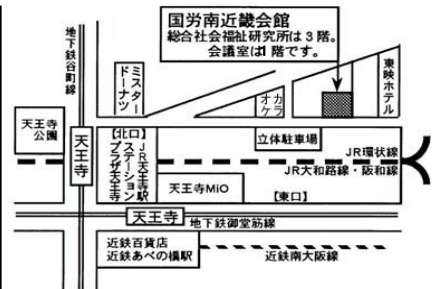 国労南近畿会館
総合社会福祉研究所は3階。
会議室は1階です。
地下鉄谷町線
ミスタードーナツ
カラオケ
東映ホテル
天王寺公園
天王寺
【北口】
JR天王寺駅
ステーションプラザ天王寺
立体駐車場
JR環状線
JR大和路線・阪和線
天王寺MiO
【東口】
天王寺
地下鉄御堂筋線
近鉄百貨店
近鉄あべの橋駅
近鉄南大阪線